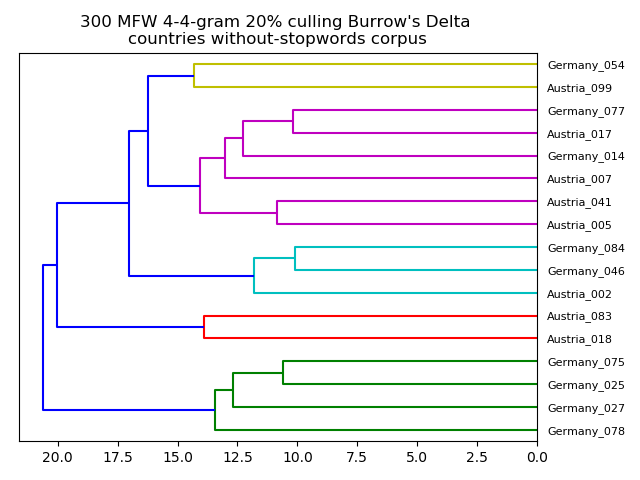 300 MFW 4-4-gram 20% culling Burrow's Delta
countries without-stopwords corpus
Germany_054
Austria_099
Germany_077
Austria_017
Germany_014
Austria_007
Austria_041
Austria_005
Germany_084
Germany_046
Austria_002
Austria_083
Austria_018
Germany_075
Germany_025
Germany_027
Germany_078
20.0 17.5 15.0 12.5 10.0 7.5 5.0 2.5 0.0